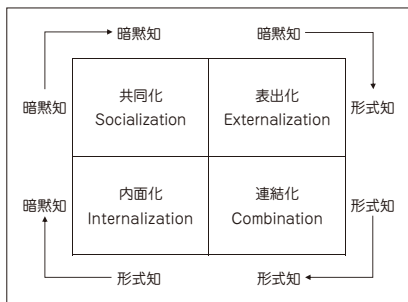 暗黙知
暗黙知
暗黙知
共同化
Socialization
表出化
Externalization
形式知
暗黙知
内面化
Internalization
連結化
Combination
形式知
形式知
形式知